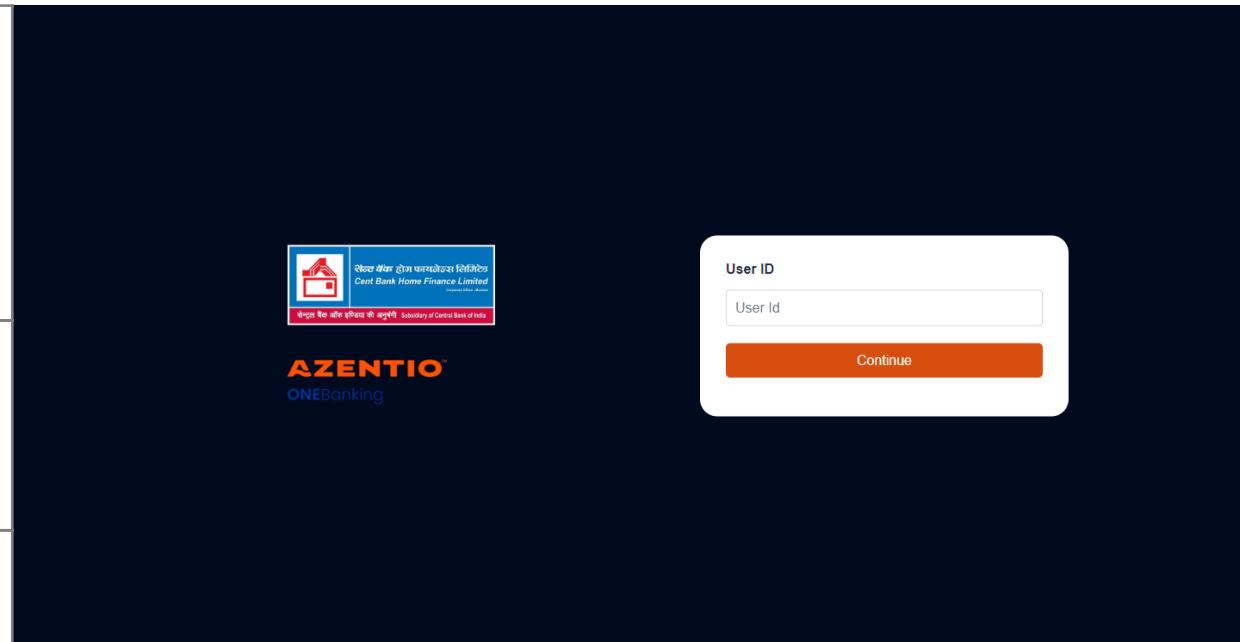 सेन्ट बैंक होम फायनेंन्स लिमिटेड
Cent Bank Home Finance Limited
सेन्ट्रल बैंक ऑफ इण्डिया की अनुषंगी Subsidiary of Central Bank of India
AZENTIO
ONEBanking
User ID
User Id
Continue